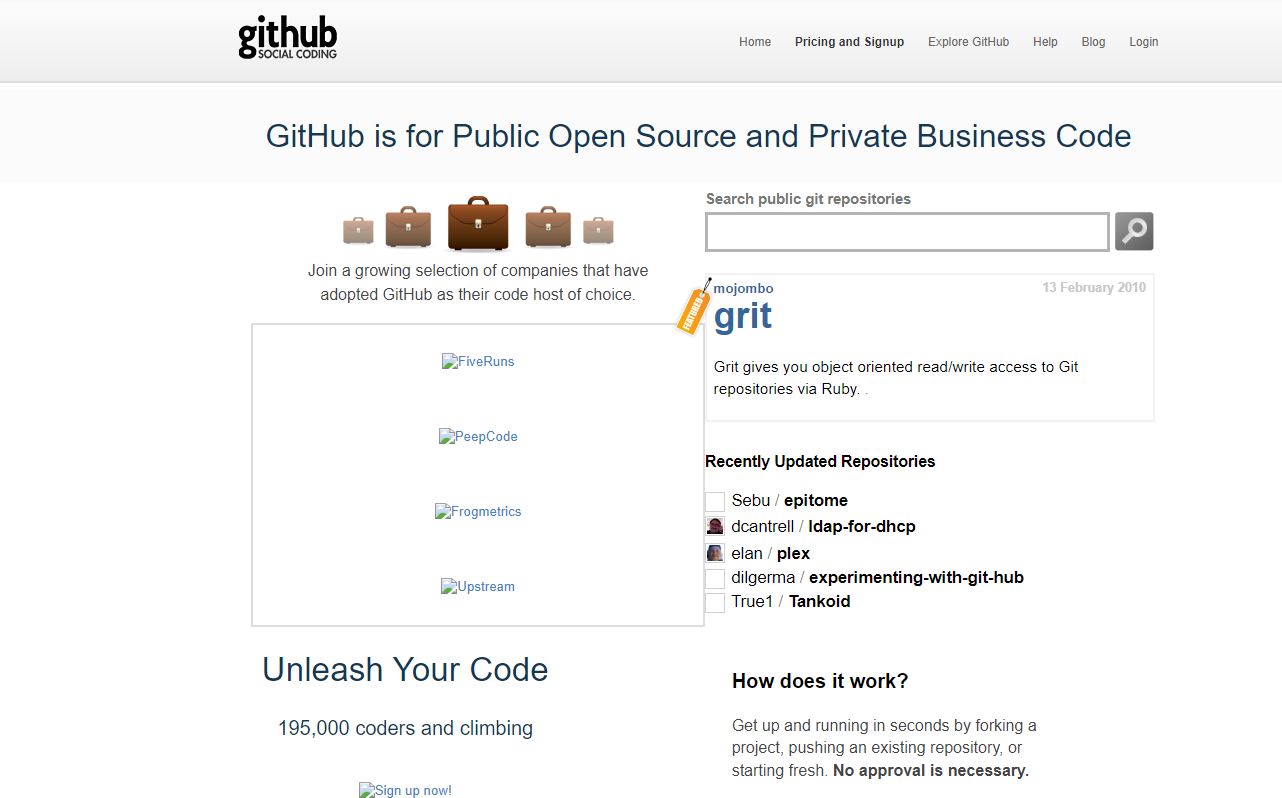 github
SOCIAL CODING
Home Pricing and Signup Explore GitHub Help Blog Login
GitHub is for Public Open Source and Private Business Code
Join a growing selection of companies that have
adopted GitHub as their code host of choice.
FiveRuns
PeepCode
Frogmetrics
Upstream
Search public git repositories
FEATURED
mojombo
13 February 2010
grit
Grit gives you object oriented read/write access to Git
repositories via Ruby. .
Recently Updated Repositories
Sebu / epitome
dcantrell / ldap-for-dhcp
elan / plex
dilgerma / experimenting-with-git-hub
True1 / Tankoid
Unleash Your Code
195,000 coders and climbing
Sign up now!
How does it work?
Get up and running in seconds by forking a
project, pushing an existing repository, or
starting fresh. No approval is necessary.